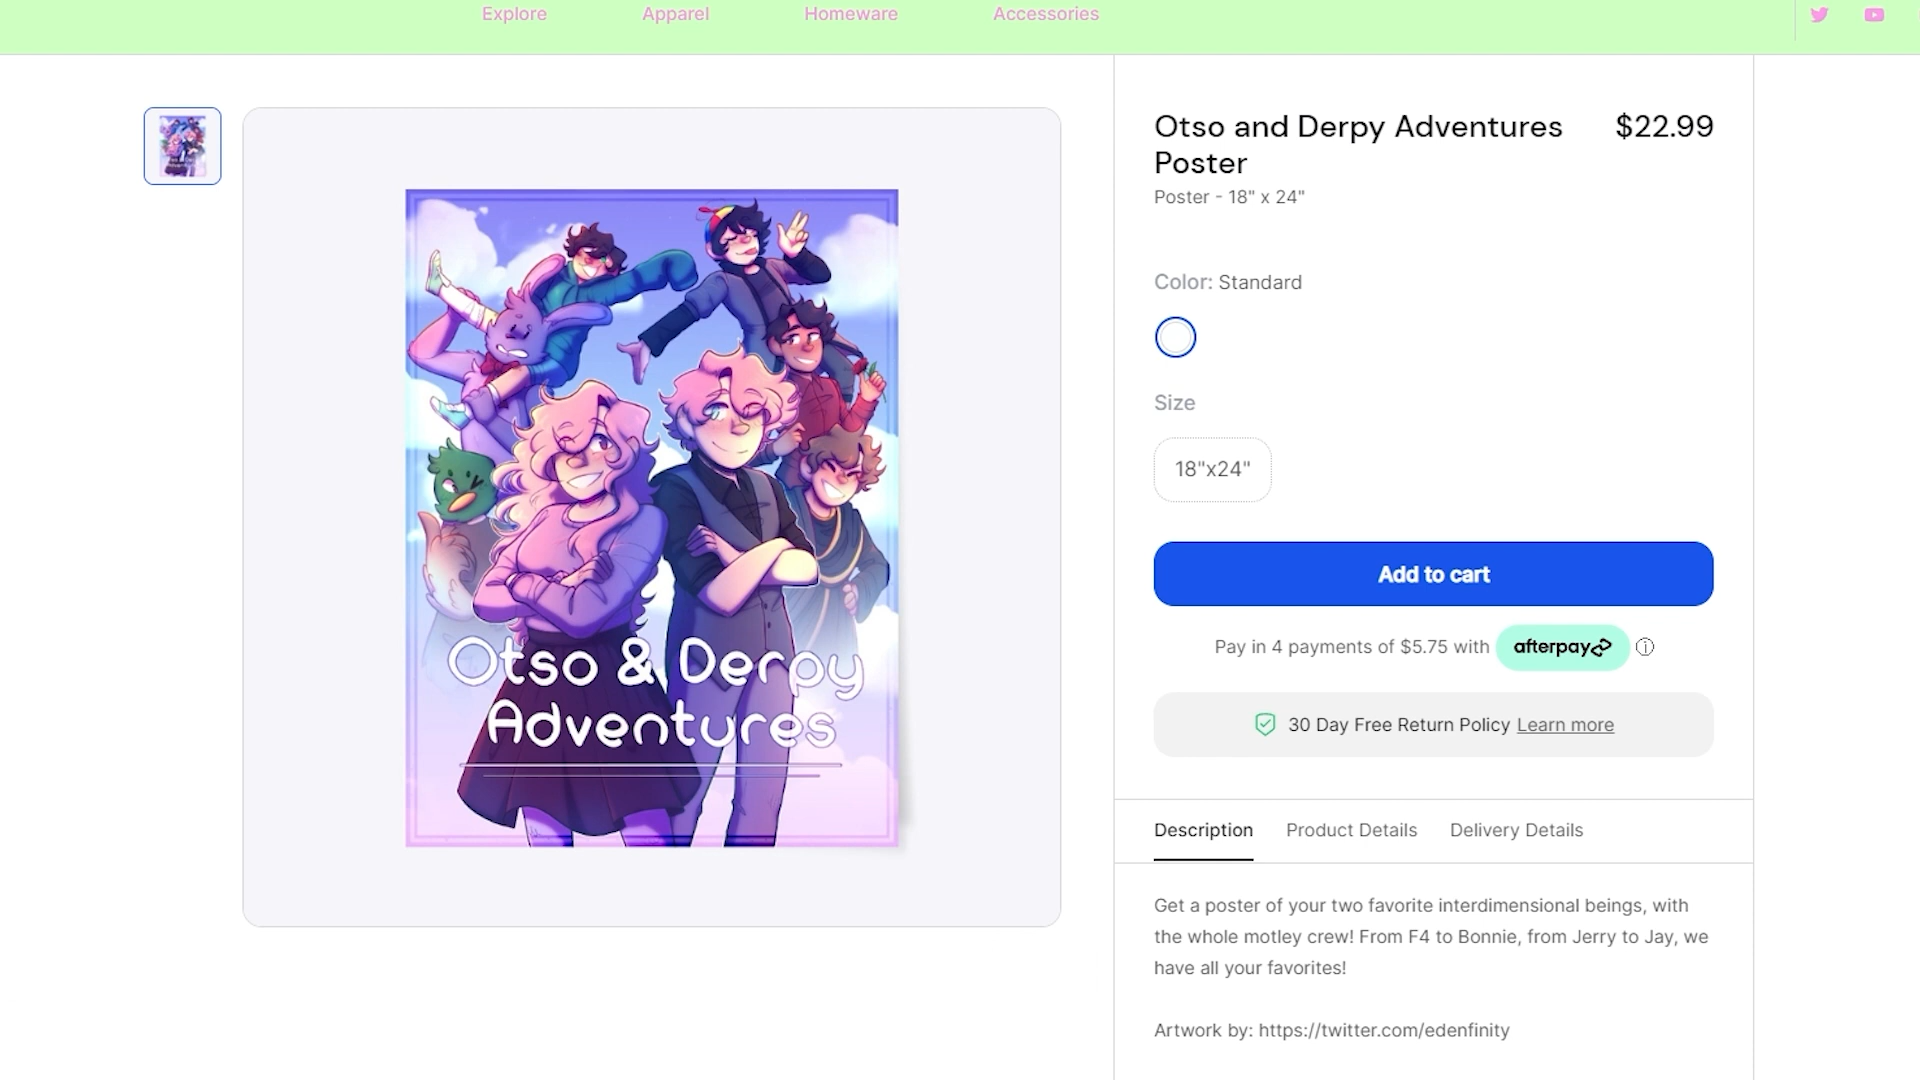 Explore
Apparel
Homeware
Accessories
Otso & Derpy
Adventures
Otso and Derpy Adventures
Poster
$22.99
Poster - 18" x 24"
Color: Standard
Size
18"x24"
Add to cart
Pay in 4 payments of $5.75 with afterpay
30 Day Free Return Policy Learn more
Description
Product Details
Delivery Details
Get a poster of your two favorite interdimensional beings, with
the whole motley crew! From F4 to Bonnie, from Jerry to Jay, we
have all your favorites!
Artwork by: https://twitter.com/edenfinity